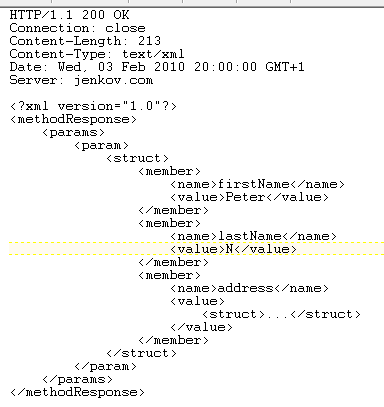 HTTP/1.1 200 OK
Connection: close
Content-Length: 213
Content-Type: text/xml
Date: Wed, 03 Feb 2010 20:00:00 GMT+1
Server: jenkov.com

<?xml version="1.0"?>
<methodResponse>
    <params>
        <param>
            <struct>
                <member>
                    <name>firstName</name>
                    <value>Peter</value>
                </member>
                <member>
                    <name>lastName</name>
                    <value>N</value>
                </member>
                <member>
                    <name>address</name>
                    <value>
                        <struct>...</struct>
                    </value>
                </member>
            </struct>
        </param>
    </params>
</methodResponse>